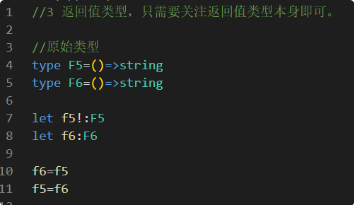 1 //3 返回值类型，只需要关注返回值类型本身即可。
2
3 //原始类型
4 type F5=()=>string
5 type F6=()=>string
6
7 let f5!:F5
8 let f6:F6
9
10 f6=f5
11 f5=f6